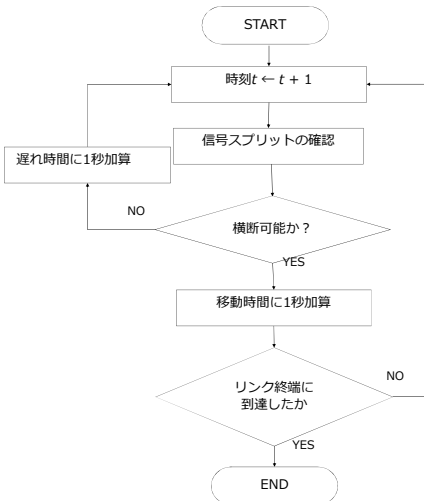 START
時刻t ← t + 1
信号スプリットの確認
遅れ時間に1秒加算
NO
横断可能か？
YES
移動時間に1秒加算
NO
リンク終端に
到達したか
YES
END